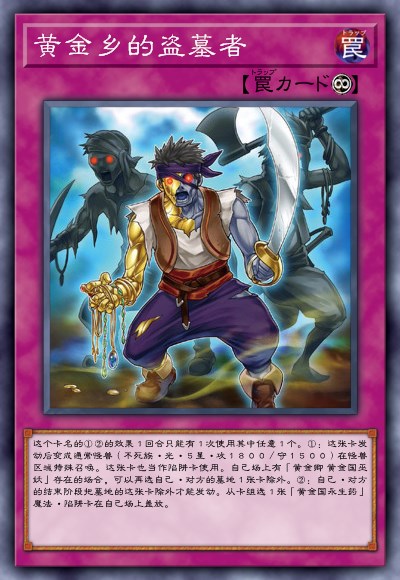 黄金乡的盗墓者
トラップ
罠
トラップ
【罠カード∞】
这个卡名的①②的效果1回合只能有1次使用其中任意1个。①：这张卡发
动后变成通常怪兽（不死族·光·5星·攻1800/守1500）在怪兽
区域特殊召唤。这张卡也当作陷阱卡使用。自己场上有「黄金卿 黄金国巫
妖」存在的场合，可以再选自己·对方的墓地1张卡除外。②：自己·对方
的结束阶段把墓地的这张卡除外才能发动。从卡组选1张「黄金国永生药」
魔法·陷阱卡在自己场上盖放。